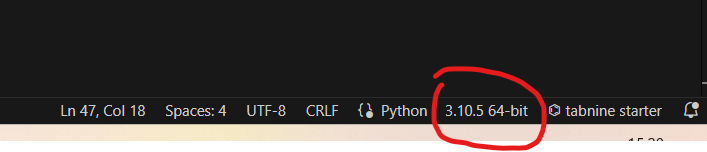 Ln 47, Col 18 Spaces: 4 UTF-8 CRLF Python 3.10.5 64-bit tabnine starter